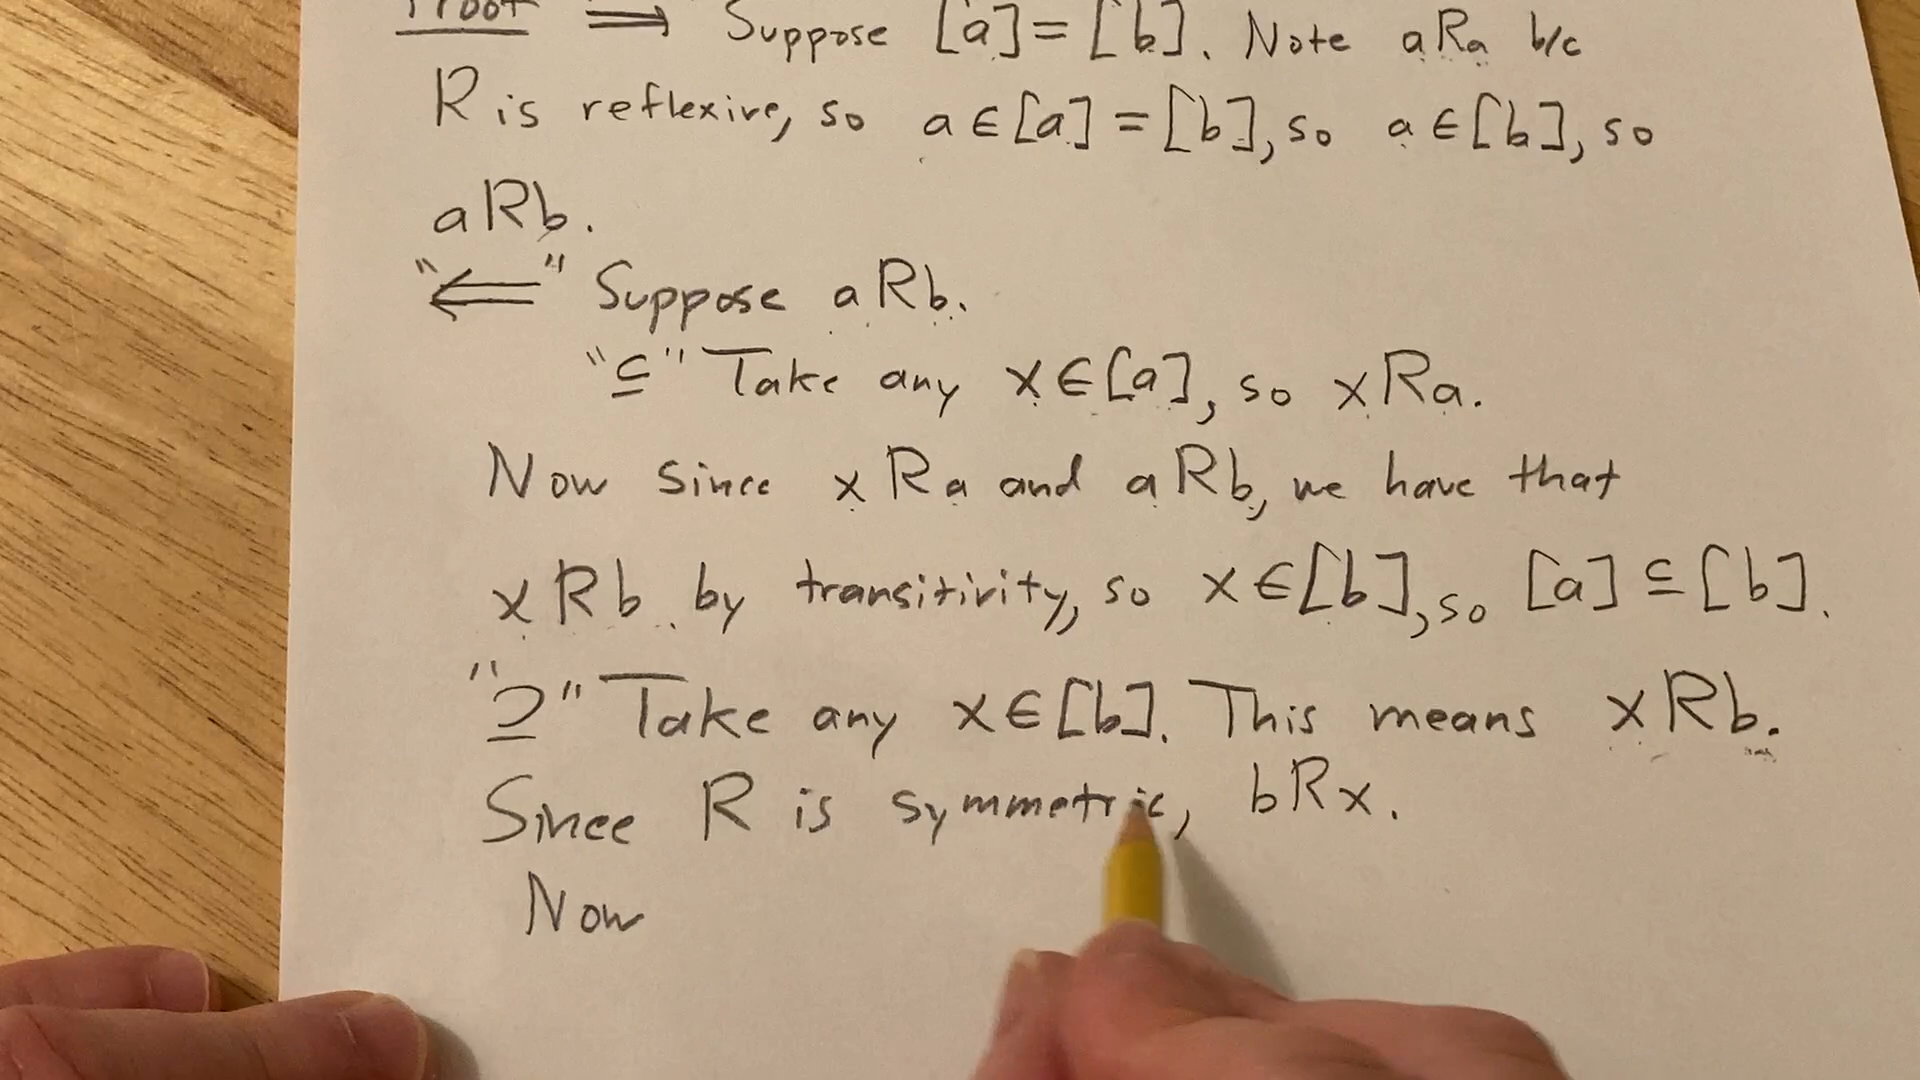 Proof ⟹ Suppose [a]=[b]. Note aRa b/c
R is reflexive, so a∈[a]=[b], so a∈[b], so
aRb.
"⟸" Suppose aRb.
"⊆" Take any x∈[a], so xRa.
Now since xRa and aRb, we have that
xRb by transitivity, so x∈[b], so [a]⊆[b].
"⊇" Take any x∈[b]. This means xRb.
Since R is symmetric, bRx.
Now